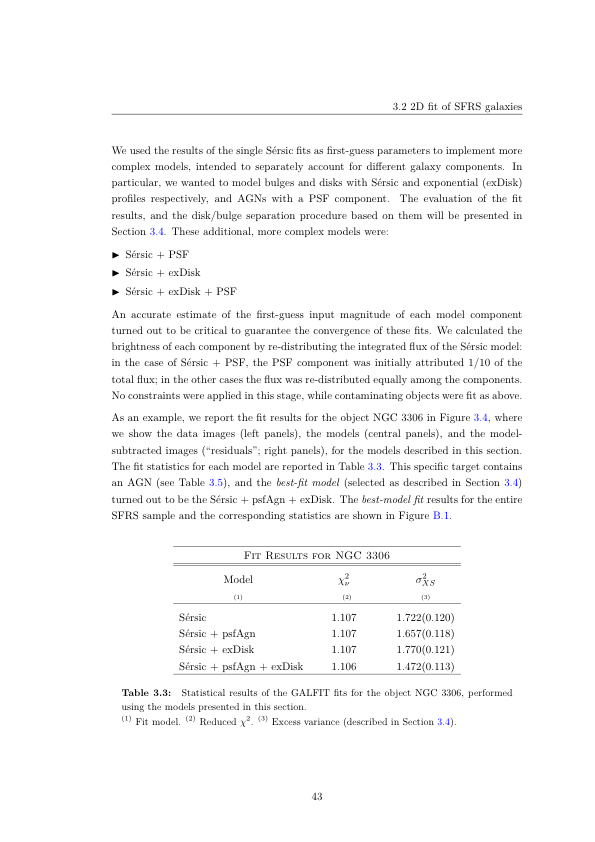 3.2 2D fit of SFRS galaxies
We used the results of the single Sérsic fits as first-guess parameters to implement more
complex models, intended to separately account for different galaxy components. In
particular, we wanted to model bulges and disks with Sérsic and exponential (exDisk)
profiles respectively, and AGNs with a PSF component. The evaluation of the fit
results, and the disk/bulge separation procedure based on them will be presented in
Section 3.4. These additional, more complex models were:
▶ Sérsic + PSF
▶ Sérsic + exDisk
▶ Sérsic + exDisk + PSF
An accurate estimate of the first-guess input magnitude of each model component
turned out to be critical to guarantee the convergence of these fits. We calculated the
brightness of each component by re-distributing the integrated flux of the Sérsic model:
in the case of Sérsic + PSF, the PSF component was initially attributed 1/10 of the
total flux; in the other cases the flux was re-distributed equally among the components.
No constraints were applied in this stage, while contaminating objects were fit as above.
As an example, we report the fit results for the object NGC 3306 in Figure 3.4, where
we show the data images (left panels), the models (central panels), and the model-
subtracted images (“residuals”; right panels), for the models described in this section.
The fit statistics for each model are reported in Table 3.3. This specific target contains
an AGN (see Table 3.5), and the best-fit model (selected as described in Section 3.4)
turned out to be the Sérsic + psfAgn + exDisk. The best-model fit results for the entire
SFRS sample and the corresponding statistics are shown in Figure B.1.
Fit Results for NGC 3306
Model χ²ᵥ σ²XS
(1) (2) (3)
Sérsic 1.107 1.722(0.120)
Sérsic + psfAgn 1.107 1.657(0.118)
Sérsic + exDisk 1.107 1.770(0.121)
Sérsic + psfAgn + exDisk 1.106 1.472(0.113)
Table 3.3: Statistical results of the GALFIT fits for the object NGC 3306, performed
using the models presented in this section.
(1) Fit model. (2) Reduced χ². (3) Excess variance (described in Section 3.4).
43